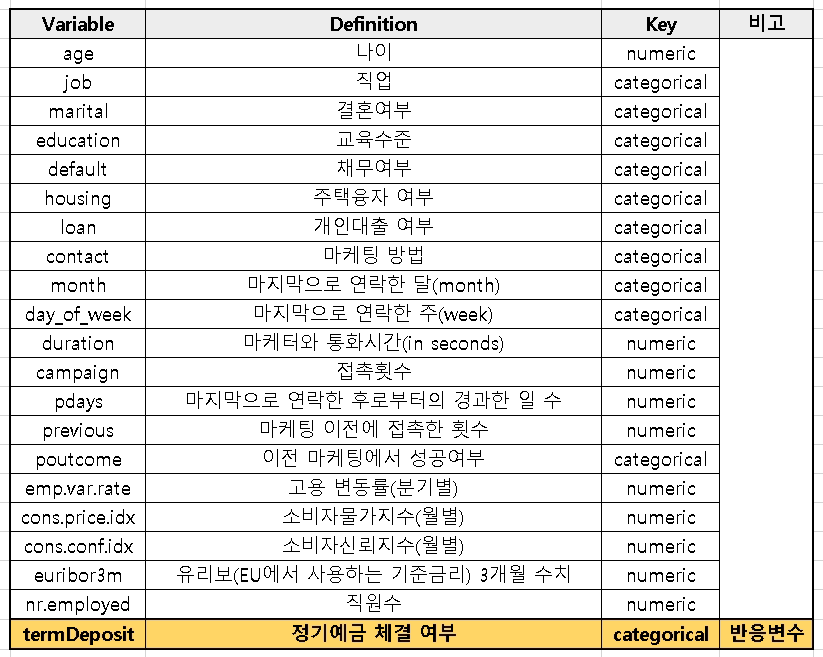 Variable Definition Key 비고
age 나이 numeric
job 직업 categorical
marital 결혼여부 categorical
education 교육수준 categorical
default 채무여부 categorical
housing 주택융자 여부 categorical
loan 개인대출 여부 categorical
contact 마케팅 방법 categorical
month 마지막으로 연락한 달(month) categorical
day_of_week 마지막으로 연락한 주(week) categorical
duration 마케터와 통화시간(in seconds) numeric
campaign 접촉횟수 numeric
pdays 마지막으로 연락한 후로부터의 경과한 일 수 numeric
previous 마케팅 이전에 접촉한 횟수 numeric
poutcome 이전 마케팅에서 성공여부 categorical
emp.var.rate 고용 변동률(분기별) numeric
cons.price.idx 소비자물가지수(월별) numeric
cons.conf.idx 소비자신뢰지수(월별) numeric
euribor3m 유리보(EU에서 사용하는 기준금리) 3개월 수치 numeric
nr.employed 직원수 numeric
termDeposit 정기예금 체결 여부 categorical 반응변수